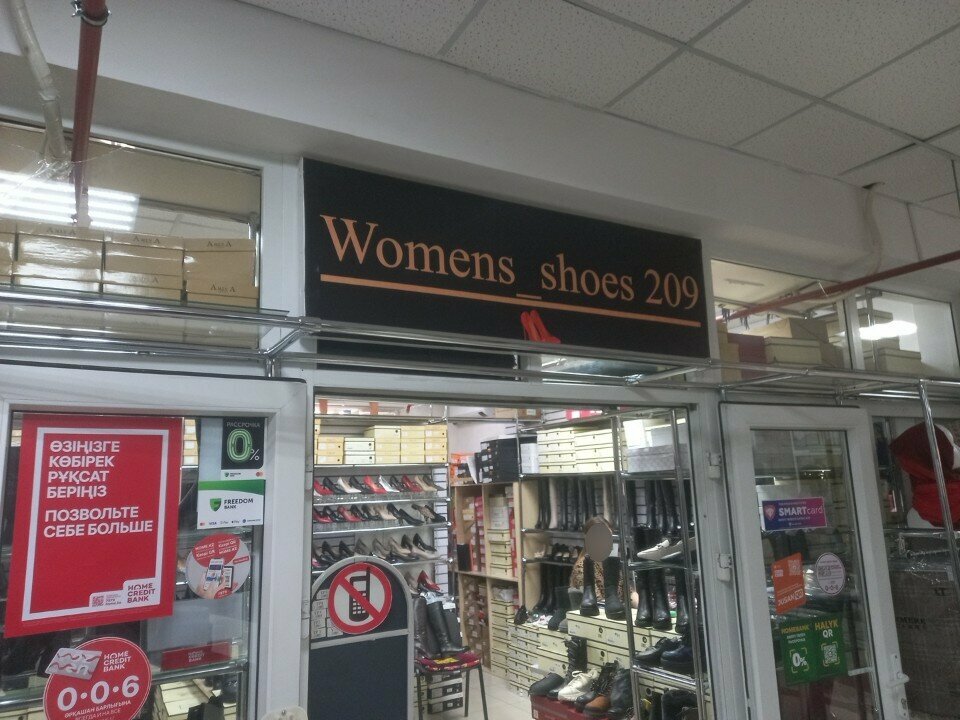 Womens_shoes 209
ӨЗІҢІЗГЕ
КӨБІРЕК
РҰҚСАТ
БЕРІҢІЗ
ПОЗВОЛЬТЕ
СЕБЕ БОЛЬШЕ
HOME
CREDIT
BANK
РАССРОЧКА
0%
FREEDOM
BANK
HOME
CREDIT
BANK
0·0·6
SMARTcard
HOMEBANK
HALYK
QR
0%